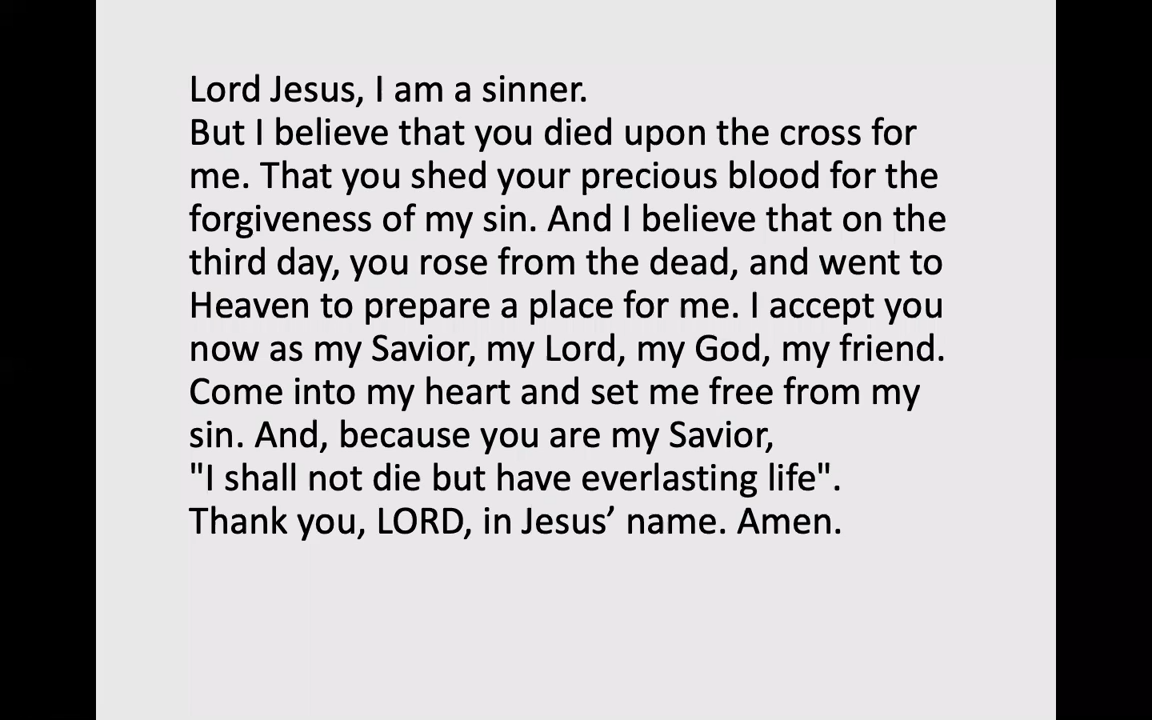 Lord Jesus, I am a sinner.
But I believe that you died upon the cross for
me. That you shed your precious blood for the
forgiveness of my sin. And I believe that on the
third day, you rose from the dead, and went to
Heaven to prepare a place for me. I accept you
now as my Savior, my Lord, my God, my friend.
Come into my heart and set me free from my
sin. And, because you are my Savior,
"I shall not die but have everlasting life".
Thank you, LORD, in Jesus’ name. Amen.